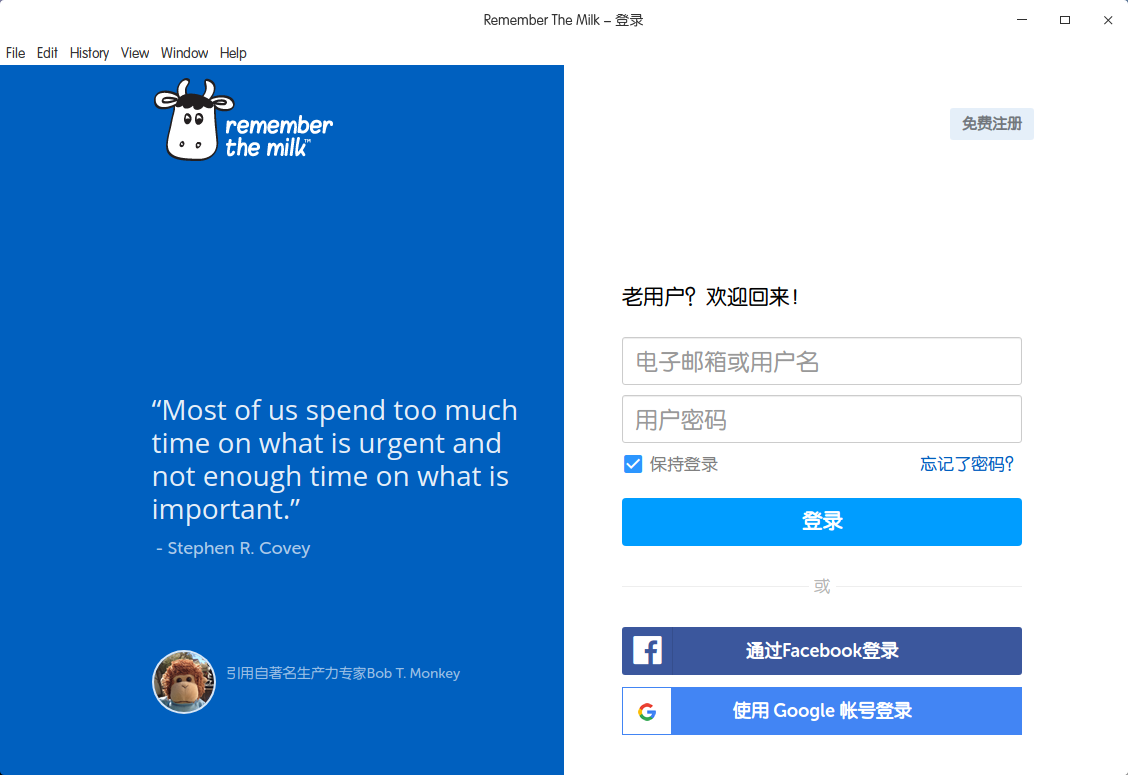 Remember The Milk – 登录
File Edit History View Window Help
remember
the milk™
免费注册
老用户？欢迎回来！
电子邮箱或用户名
用户密码
保持登录
忘记了密码？
登录
或
通过Facebook登录
使用 Google 帐号登录
“Most of us spend too much
time on what is urgent and
not enough time on what is
important.”
- Stephen R. Covey
引用自著名生产力专家Bob T. Monkey